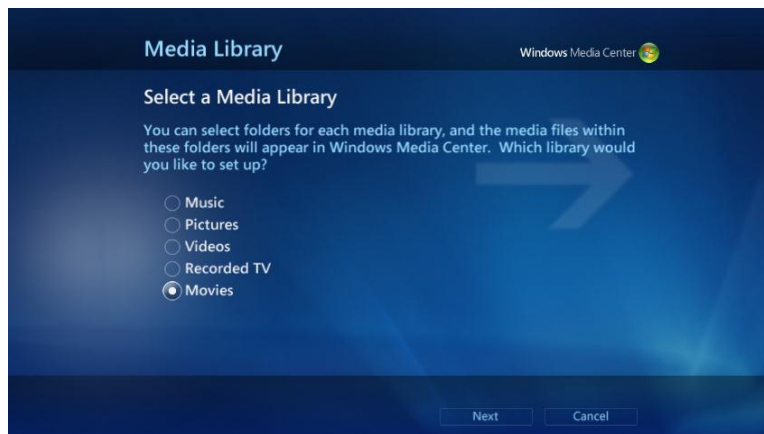 Media Library
Windows Media Center
Select a Media Library
You can select folders for each media library, and the media files within
these folders will appear in Windows Media Center. Which library would
you like to set up?
Music
Pictures
Videos
Recorded TV
Movies
Next
Cancel